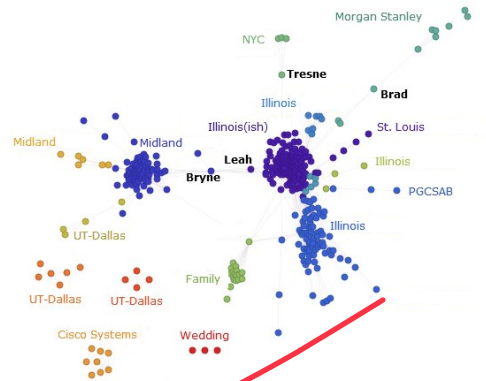 Morgan Stanley
NYC
Tresne
Brad
Illinois
Illinois(ish)
St. Louis
Midland
Midland
Leah
Illinois
Bryne
PGCSAB
UT-Dallas
Illinois
Family
UT-Dallas
UT-Dallas
Cisco Systems
Wedding